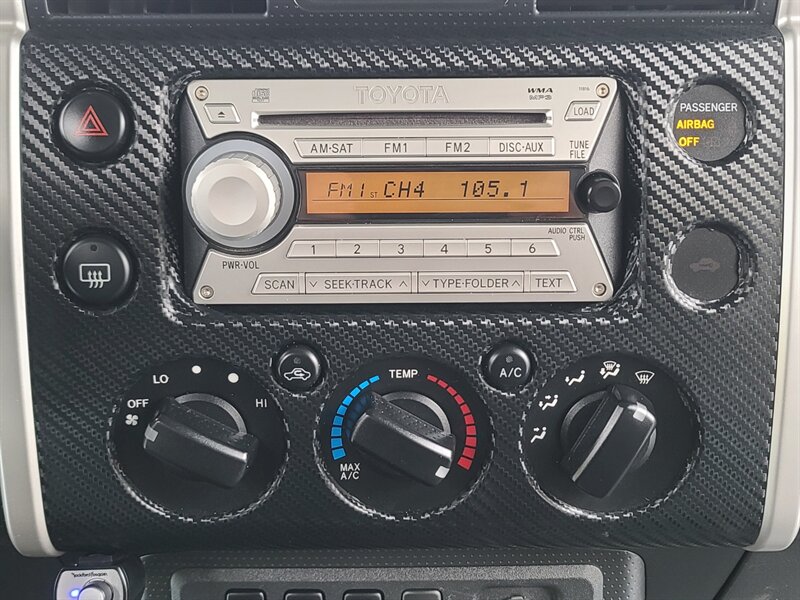 TOYOTA
WMA
MP3
LOAD
AM·SAT FM1 FM2 DISC·AUX
TUNE
FILE
FM1 ST CH4 105.1
AUDIO CTRL
PUSH
1 2 3 4 5 6
PWR·VOL
SCAN SEEK·TRACK TYPE·FOLDER TEXT
PASSENGER
AIRBAG
OFF
LO
OFF
HI
TEMP
MAX
A/C
A/C
Rockford Fosgate